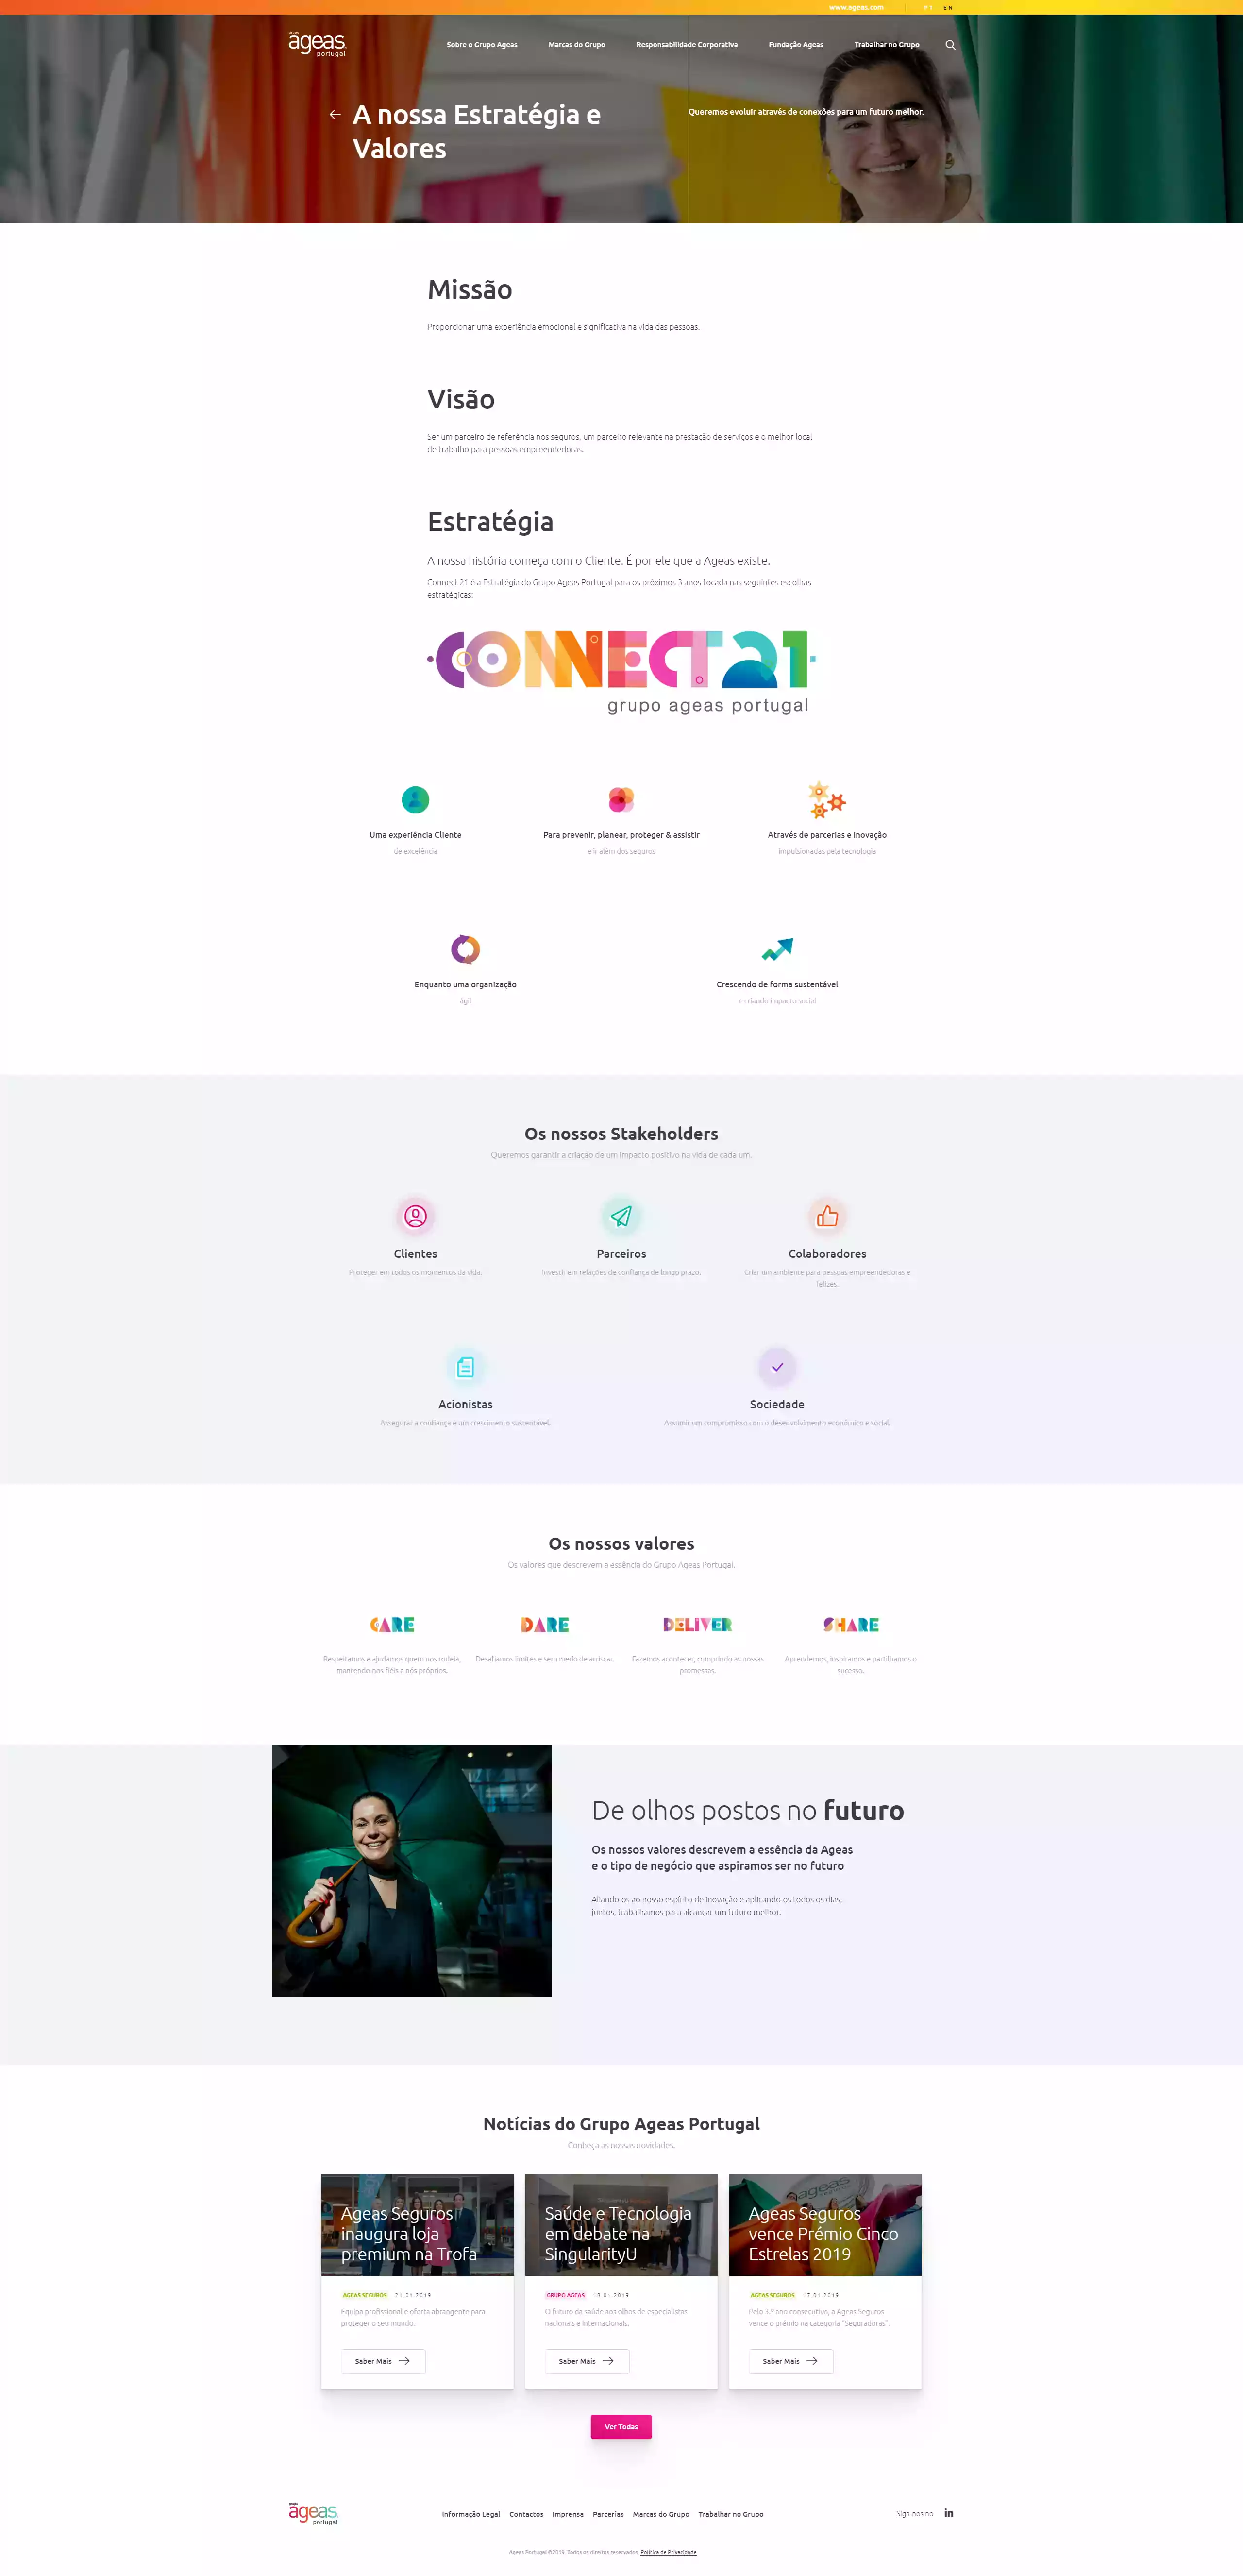 www.ageas.com
PT EN
grupo
ageas
portugal
Sobre o Grupo Ageas
Marcas do Grupo
Responsabilidade Corporativa
Fundação Ageas
Trabalhar no Grupo
A nossa Estratégia e
Valores
Queremos evoluir através de conexões para um futuro melhor.
Missão
Proporcionar uma experiência emocional e significativa na vida das pessoas.
Visão
Ser um parceiro de referência nos seguros, um parceiro relevante na prestação de serviços e o melhor local
de trabalho para pessoas empreendedoras.
Estratégia
A nossa história começa com o Cliente. É por ele que a Ageas existe.
Connect 21 é a Estratégia do Grupo Ageas Portugal para os próximos 3 anos focada nas seguintes escolhas
estratégicas:
CONNECT21
grupo ageas portugal
Uma experiência Cliente
de excelência
Para prevenir, planear, proteger & assistir
e ir além dos seguros
Através de parcerias e inovação
impulsionadas pela tecnologia
Enquanto uma organização
ágil
Crescendo de forma sustentável
e criando impacto social
Os nossos Stakeholders
Queremos garantir a criação de um impacto positivo na vida de cada um.
Clientes
Proteger em todos os momentos da vida.
Parceiros
Investir em relações de confiança de longo prazo.
Colaboradores
Criar um ambiente para pessoas empreendedoras e
felizes.
Acionistas
Assegurar a confiança e um crescimento sustentável.
Sociedade
Assumir um compromisso com o desenvolvimento económico e social.
Os nossos valores
Os valores que descrevem a essência do Grupo Ageas Portugal.
CARE
Respeitamos e ajudamos quem nos rodeia,
mantendo-nos fiéis a nós próprios.
DARE
Desafiamos limites e sem medo de arriscar.
DELIVER
Fazemos acontecer, cumprindo as nossas
promessas.
SHARE
Aprendemos, inspiramos e partilhamos o
sucesso.
De olhos postos no futuro
Os nossos valores descrevem a essência da Ageas
e o tipo de negócio que aspiramos ser no futuro
Aliando-os ao nosso espírito de inovação e aplicando-os todos os dias,
juntos, trabalhamos para alcançar um futuro melhor.
Notícias do Grupo Ageas Portugal
Conheça as nossas novidades.
Ageas Seguros
inaugura loja
premium na Trofa
AGEAS SEGUROS 21.01.2019
Equipa profissional e oferta abrangente para
proteger o seu mundo.
Saber Mais
Saúde e Tecnologia
em debate na
SingularityU
GRUPO AGEAS 18.01.2019
O futuro da saúde aos olhos de especialistas
nacionais e internacionais.
Saber Mais
ageas
Ageas Seguros
vence Prémio Cinco
Estrelas 2019
AGEAS SEGUROS 17.01.2019
Pelo 3.º ano consecutivo, a Ageas Seguros
vence o prémio na categoria "Seguradoras".
Saber Mais
Ver Todas
grupo
ageas
portugal
Informação Legal
Contactos
Imprensa
Parcerias
Marcas do Grupo
Trabalhar no Grupo
Siga-nos no
in
Ageas Portugal ©2019. Todos os direitos reservados. Política de Privacidade